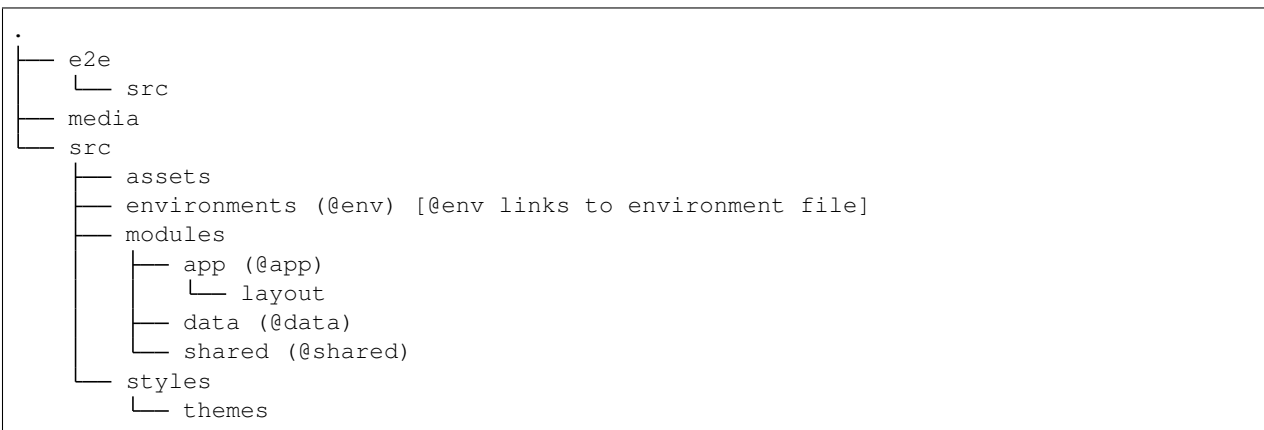 .
├── e2e
│   └── src
├── media
└── src
    ├── assets
    ├── environments (@env) [@env links to environment file]
    ├── modules
    │   ├── app (@app)
    │   │   └── layout
    │   ├── data (@data)
    │   └── shared (@shared)
    └── styles
        └── themes